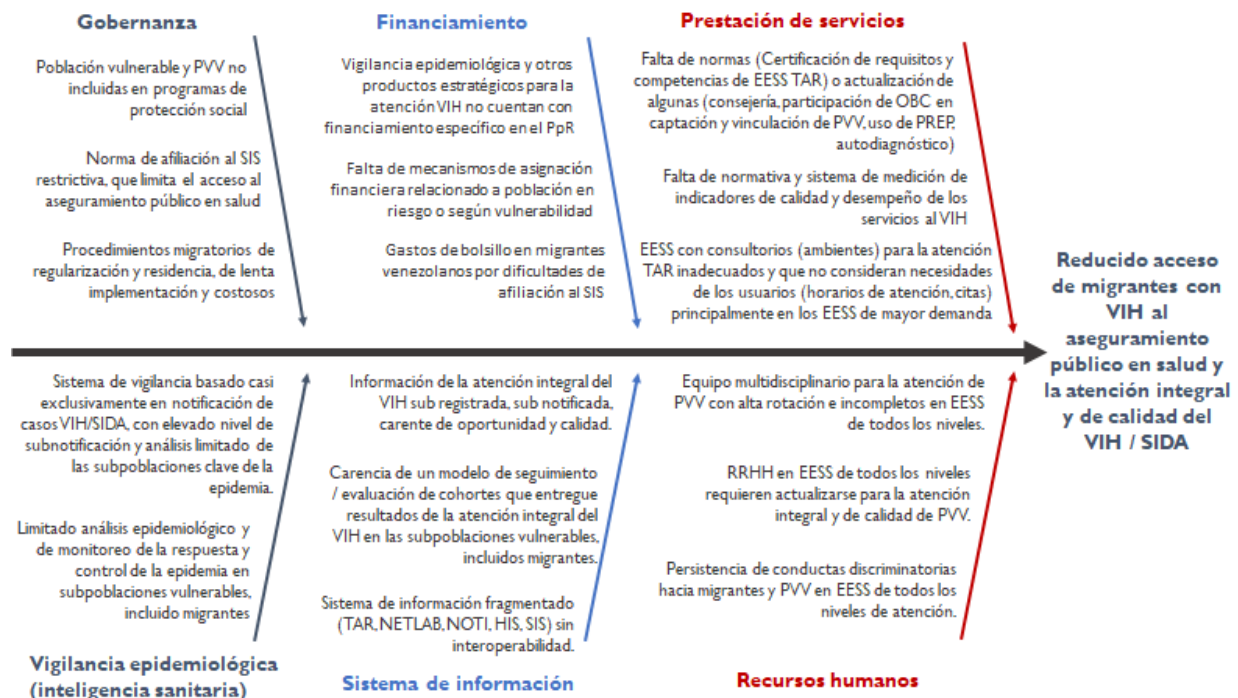 Gobernanza
Población vulnerable y PVV no
incluidas en programas de
protección social
Norma de afiliación al SIS
restrictiva, que limita el acceso al
aseguramiento público en salud
Procedimientos migratorios de
regularización y residencia, de lenta
implementación y costosos
Financiamiento
Vigilancia epidemiológica y otros
productos estratégicos para la
atención VIH no cuentan con
financiamiento específico en el PpR
Falta de mecanismos de asignación
financiera relacionado a población en
riesgo o según vulnerabilidad
Gastos de bolsillo en migrantes
venezolanos por dificultades de
afiliación al SIS
Prestación de servicios
Falta de normas (Certificación de requisitos y
competencias de EESS TAR) o actualización de
algunas (consejería, participación de OBC en
captación y vinculación de PVV, uso de PREP,
autodiagnóstico)
Falta de normativa y sistema de medición de
indicadores de calidad y desempeño de los
servicios al VIH
EESS con consultorios (ambientes) para la atención
TAR inadecuados y que no consideran necesidades
de los usuarios (horarios de atención, citas)
principalmente en los EESS de mayor demanda
Reducido acceso
de migrantes con
VIH al
aseguramiento
público en salud y
la atención integral
y de calidad del
VIH / SIDA
Sistema de vigilancia basado casi
exclusivamente en notificación de
casos VIH/SIDA, con elevado nivel de
subnotificación y análisis limitado de
las subpoblaciones clave de la
epidemia.
Limitado análisis epidemiológico y
de monitoreo de la respuesta y
control de la epidemia en
subpoblaciones vulnerables,
incluido migrantes
Vigilancia epidemiológica
(inteligencia sanitaria)
Información de la atención integral del
VIH sub registrada, sub notificada,
carente de oportunidad y calidad.
Carencia de un modelo de seguimiento
/ evaluación de cohortes que entregue
resultados de la atención integral del
VIH en las subpoblaciones vulnerables,
incluidos migrantes.
Sistema de información fragmentado
(TAR, NETLAB, NOTI, HIS, SIS) sin
interoperabilidad.
Sistema de información
Equipo multidisciplinario para la atención de
PVV con alta rotación e incompletos en EESS
de todos los niveles.
RRHH en EESS de todos los niveles
requieren actualizarse para la atención
integral y de calidad de PVV.
Persistencia de conductas discriminatorias
hacia migrantes y PVV en EESS de todos los
niveles de atención.
Recursos humanos